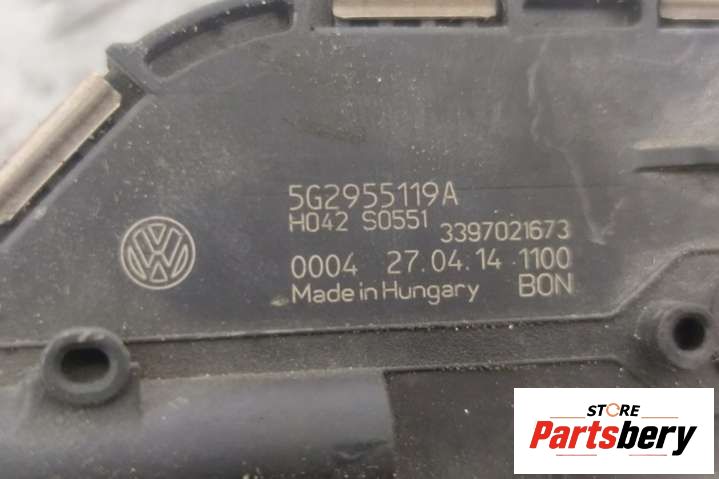 5G2955119A
H042 S0551 3397021673
0004 27.04.14 1100
Made in Hungary BON
STORE
Partsbery